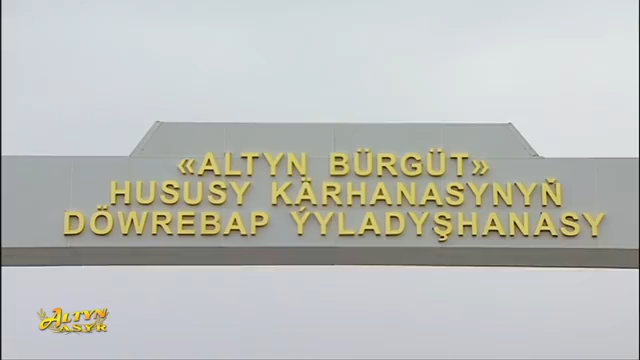 «ALTYN BÜRGÜT»
HUSUSY KÄRHANASYNYŇ
DÖWREBAP ÝYLADYŞHANASY
ALTYN
ASYR